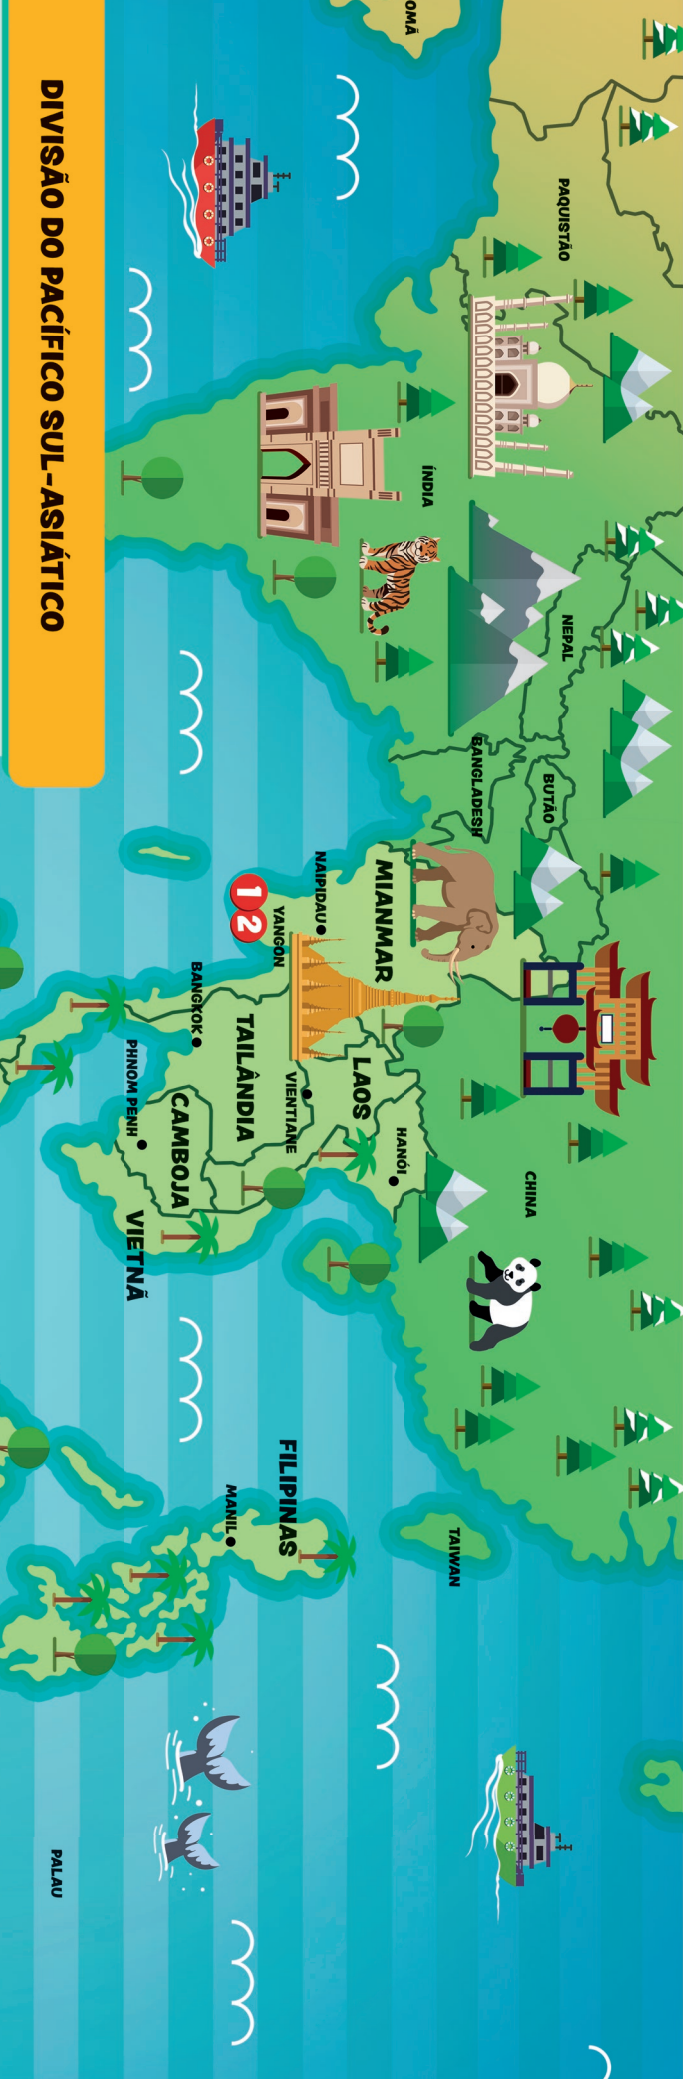 DIVISÃO DO PACÍFICO SUL-ASIÁTICO
OMÃ
PAQUISTÃO
ÍNDIA
NEPAL
BUTÃO
BANGLADESH
MIANMAR
NAIPIDAU
YANGON
1 2
CHINA
LAOS
HANÓI
VIENTIANE
TAILÂNDIA
BANGKOK
CAMBOJA
PHNOM PENH
VIETNÃ
TAIWAN
FILIPINAS
MANIL
PALAU